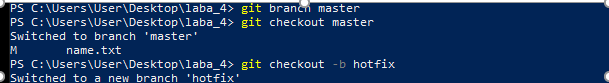 PS C:\Users\User\Desktop\laba_4> git branch master
PS C:\Users\User\Desktop\laba_4> git checkout master
Switched to branch 'master'
M       name.txt
PS C:\Users\User\Desktop\laba_4> git checkout -b hotfix
Switched to a new branch 'hotfix'